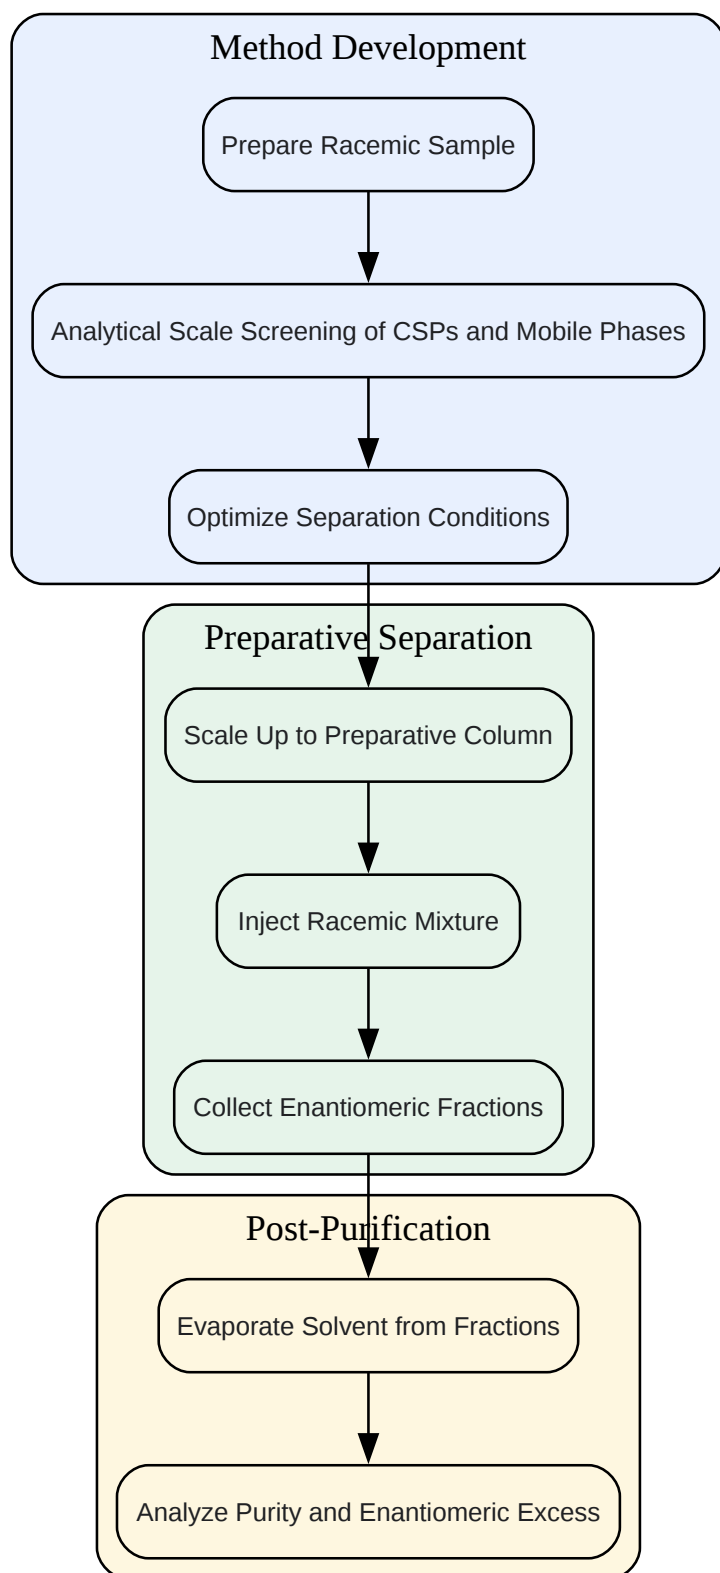 Method Development
Prepare Racemic Sample
Analytical Scale Screening of CSPs and Mobile Phases
Optimize Separation Conditions
Preparative Separation
Scale Up to Preparative Column
Inject Racemic Mixture
Collect Enantiomeric Fractions
Post-Purification
Evaporate Solvent from Fractions
Analyze Purity and Enantiomeric Excess